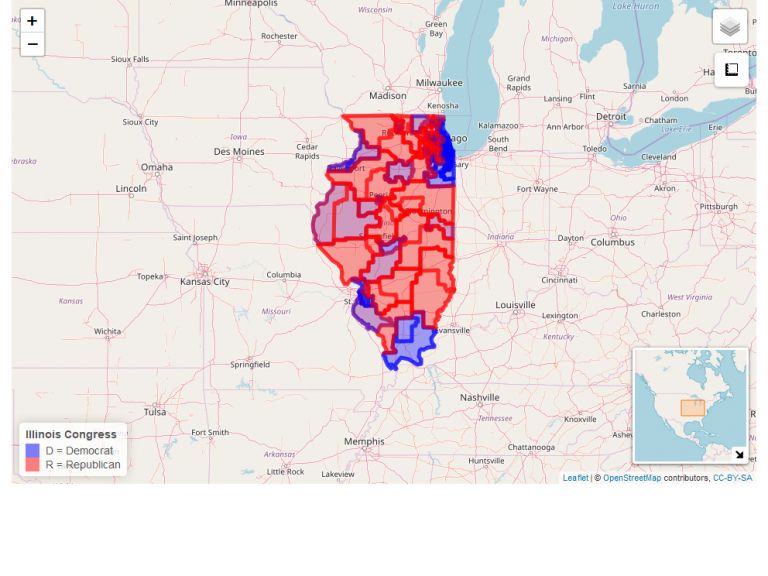 Minneapolis
Wisconsin
Lake Huron
Green
Bay
Rochester
Michigan
Sioux Falls
+
−
Toronto
Milwaukee
Grand
Rapids
Sarnia
Madison
Kenosha
Lansing
Flint
London
Sioux City
Iowa
Cedar
Rapids
Des Moines
Kalamazoo
Ann Arbor
Detroit
Chatham
Lake Erie
Erie
South
Bend
Toledo
Cleveland
Omaha
Lincoln
Fort Wayne
Akron
Pittsburgh
Ohio
Saint Joseph
Indiana
Dayton
Columbus
Topeka
Kansas City
Columbia
Cincinnati
Kansas
Missouri
Louisville
Lexington
West Virginia
Charleston
Wichita
Kentucky
Springfield
Nashville
Tulsa
Fort Smith
Tennessee
Knoxville
Memphis
Chattanooga
Arkansas
Huntsville
Little Rock
Lakeview
Illinois Congress
D = Democrat
R = Republican
Leaflet | © OpenStreetMap contributors, CC-BY-SA